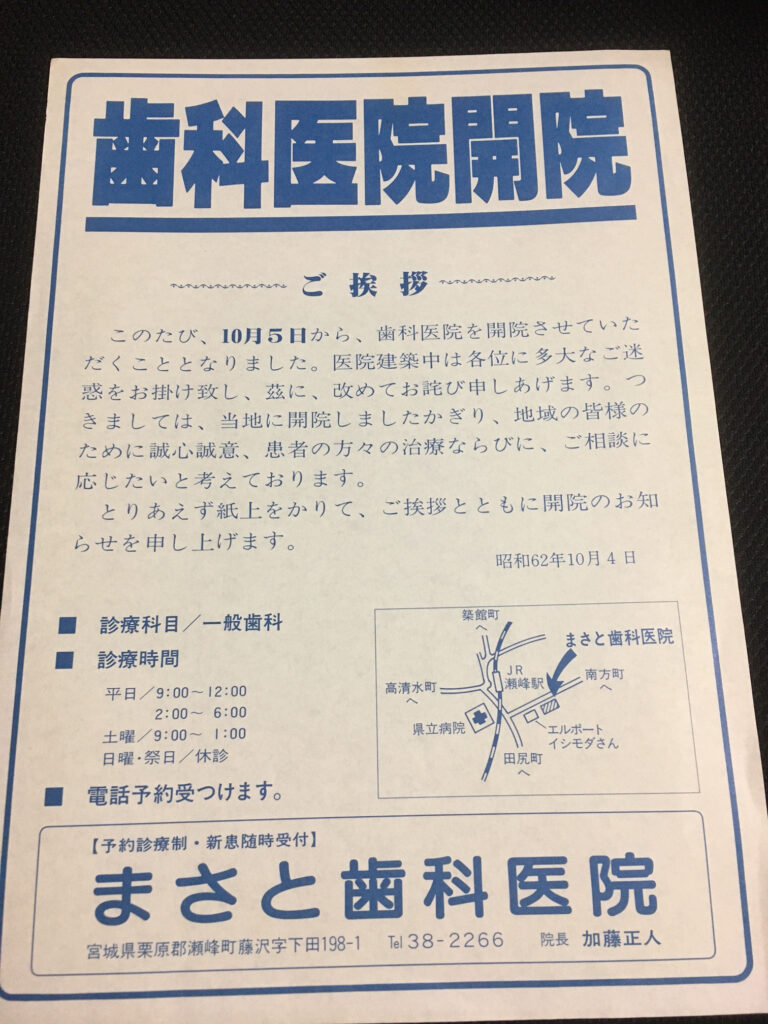 歯科医院開院
ご挨拶
このたび、10月5日から、歯科医院を開院させていた
だくこととなりました。医院建築中は各位に多大なご迷
惑をお掛け致し、茲に、改めてお詫び申しあげます。つ
きましては、当地に開院しましたかぎり、地域の皆様の
ために誠心誠意、患者の方々の治療ならびに、ご相談に
応じたいと考えております。
とりあえず紙上をかりて、ご挨拶とともに開院のお知
らせを申し上げます。
昭和62年10月4日
■ 診療科目/一般歯科
■ 診療時間
平日/9:00~12:00
2:00~ 6:00
土曜/9:00~ 1:00
日曜・祭日/休診
■ 電話予約受つけます。
築館町
へ
まさと歯科医院
JR
瀬峰駅
南方町
へ
高清水町
へ
県立病院
エルポート
イシモダさん
田尻町
へ
【予約診療制・新患随時受付】
まさと歯科医院
宮城県栗原郡瀬峰町藤沢字下田198-1 Tel 38-2266 院長 加藤正人